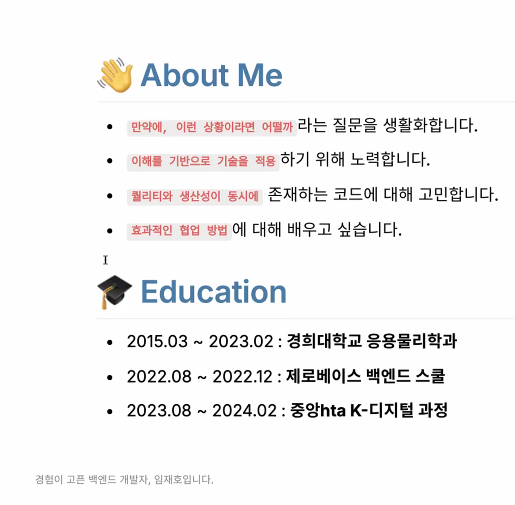 👋 About Me
• 만약에, 이런 상황이라면 어떨까라는 질문을 생활화합니다.
• 이해를 기반으로 기술을 적용하기 위해 노력합니다.
• 퀄리티와 생산성이 동시에 존재하는 코드에 대해 고민합니다.
• 효과적인 협업 방법에 대해 배우고 싶습니다.
🎓 Education
• 2015.03 ~ 2023.02 : 경희대학교 응용물리학과
• 2022.08 ~ 2022.12 : 제로베이스 백엔드 스쿨
• 2023.08 ~ 2024.02 : 중앙hta K-디지털 과정
경험이 고픈 백엔드 개발자, 임재호입니다.